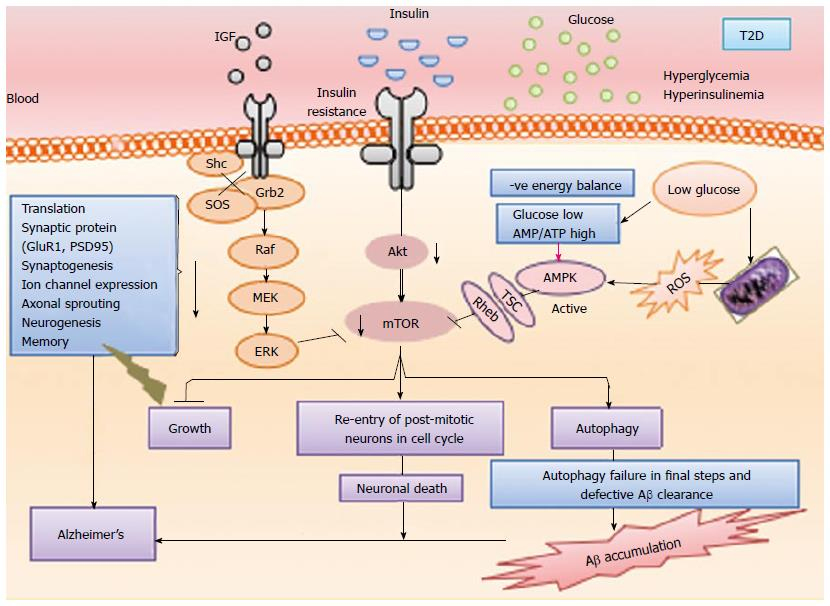 Insulin
Glucose
T2D
IGF
Hyperglycemia
Hyperinsulinemia
Blood
Insulin
resistance
Shc
Grb2
SOS
-ve energy balance
Low glucose
Glucose low
AMP/ATP high
Translation
Synaptic protein
(GluR1, PSD95)
Synaptogenesis
Ion channel expression
Axonal sprouting
Neurogenesis
Memory
Raf
Akt
AMPK
ROS
MEK
TSC
Rheb
Active
mTOR
ERK
Growth
Re-entry of post-mitotic
neurons in cell cycle
Autophagy
Neuronal death
Autophagy failure in final steps and
defective Aβ clearance
Alzheimer's
Aβ accumulation